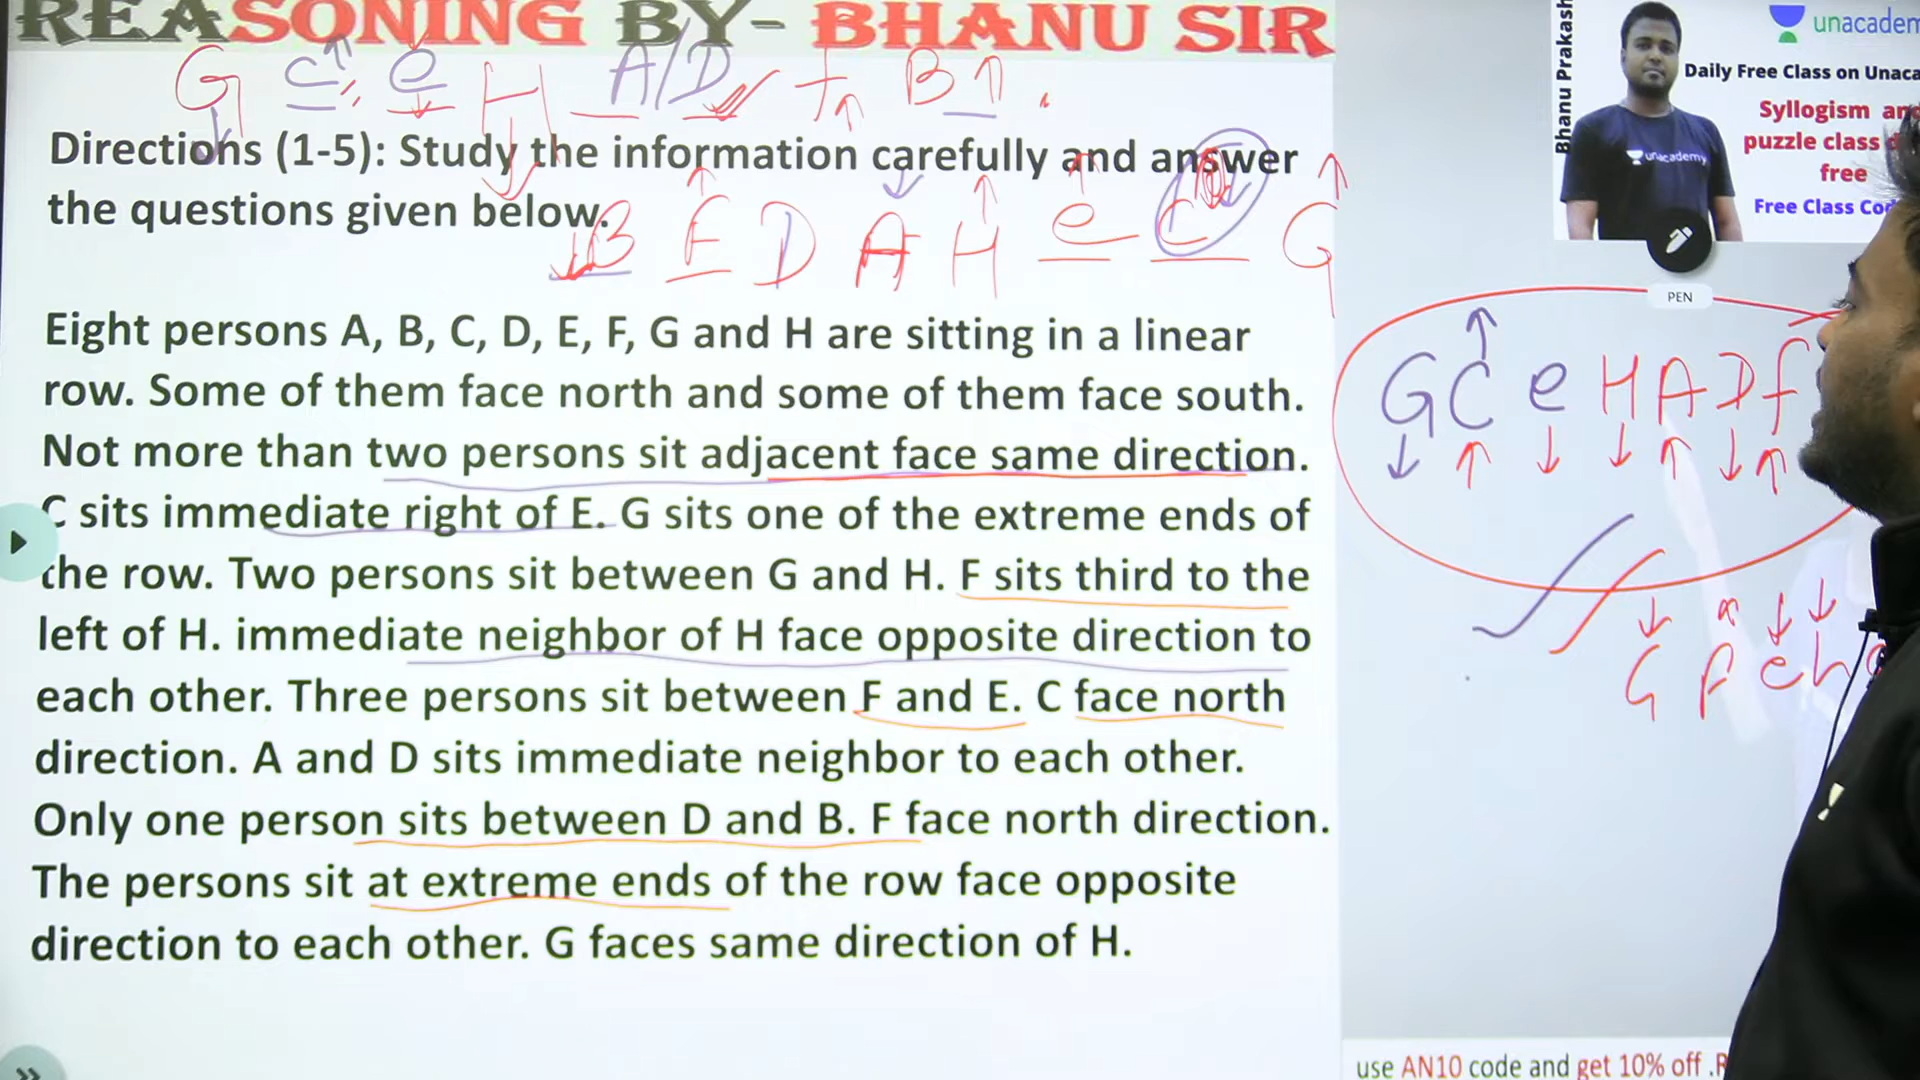 REASONING BY- BHANU SIR
G C e H A/D f B
Directions (1-5): Study the information carefully and answer
the questions given below.
B F D A H e C G
Eight persons A, B, C, D, E, F, G and H are sitting in a linear
row. Some of them face north and some of them face south.
Not more than two persons sit adjacent face same direction.
C sits immediate right of E. G sits one of the extreme ends of
the row. Two persons sit between G and H. F sits third to the
left of H. immediate neighbor of H face opposite direction to
each other. Three persons sit between F and E. C face north
direction. A and D sits immediate neighbor to each other.
Only one person sits between D and B. F face north direction.
The persons sit at extreme ends of the row face opposite
direction to each other. G faces same direction of H.
Bhanu Prakash
unacadem
Daily Free Class on Unaca
Syllogism
puzzle class
free
Free Class
unacademy
PEN
G C e H A D f
G f e h
use AN10 code and get 10% off .R